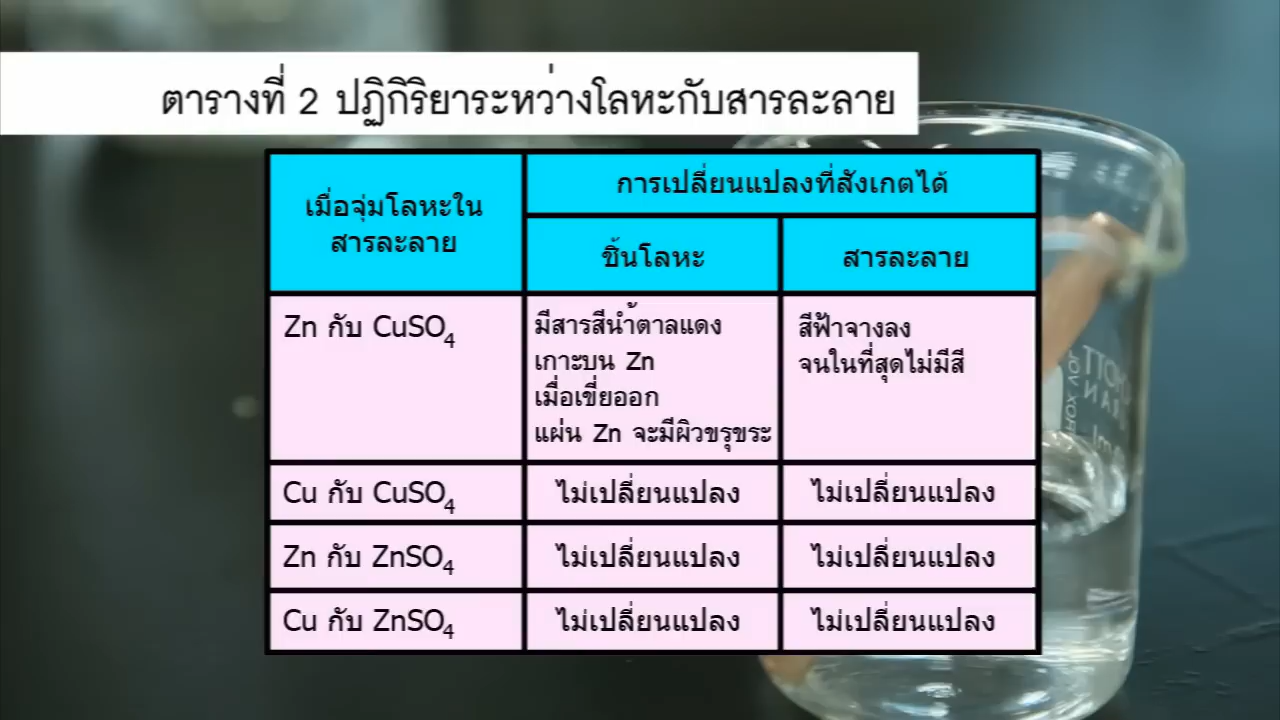 ตารางที่ 2 ปฏิกิริยาระหว่างโลหะกับสารละลาย
เมื่อจุ่มโลหะใน
สารละลาย
การเปลี่ยนแปลงที่สังเกตได้
ชิ้นโลหะ
สารละลาย
Zn กับ CuSO₄
มีสารสีน้ำตาลแดง
เกาะบน Zn
เมื่อเขี่ยออก
แผ่น Zn จะมีผิวขรุขระ
สีฟ้าจางลง
จนในที่สุดไม่มีสี
Cu กับ CuSO₄
ไม่เปลี่ยนแปลง
ไม่เปลี่ยนแปลง
Zn กับ ZnSO₄
ไม่เปลี่ยนแปลง
ไม่เปลี่ยนแปลง
Cu กับ ZnSO₄
ไม่เปลี่ยนแปลง
ไม่เปลี่ยนแปลง